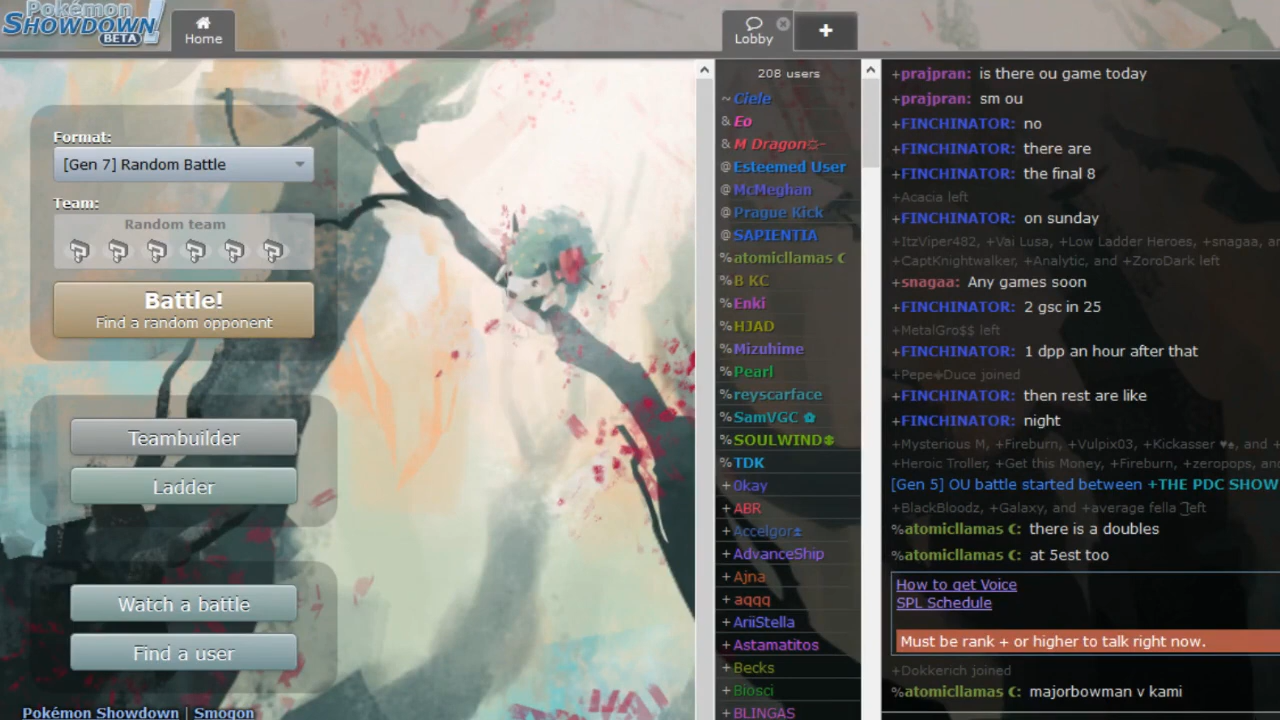 Pokémon
SHOWDOWN!
BETA
Home
Lobby
+
Format:
[Gen 7] Random Battle
Team:
Random team
? ? ? ? ? ?
Battle!
Find a random opponent
Teambuilder
Ladder
Watch a battle
Find a user
Pokémon Showdown | Smogon
208 users
~ Ciele
& Eo
& M Dragon☼~
@ Esteemed User
@ McMeghan
@ Prague Kick
@ SAPIENTIA
% atomicllamas ☾
% B KC
% Enki
% HJAD
% Mizuhime
% Pearl
% reyscarface
% SamVGC ✿
% SOULWIND
% TDK
+ 0kay
+ ABR
+ Accelgor±
+ AdvanceShip
+ Ajna
+ aqqq
+ AriiStella
+ Astamatitos
+ Becks
+ Biosci
+ BLINGAS
+prajpran: is there ou game today
+prajpran: sm ou
+FINCHINATOR: no
+FINCHINATOR: there are
+FINCHINATOR: the final 8
+Acacia left
+FINCHINATOR: on sunday
+ItzViper482, +Vai Lusa, +Low Ladder Heroes, +snagaa,
+CaptKnightwalker, +Analytic, and +ZoroDark left
+snagaa: Any games soon
+FINCHINATOR: 2 gsc in 25
+MetalGro$$ left
+FINCHINATOR: 1 dpp an hour after that
+Pepe Duce joined
+FINCHINATOR: then rest are like
+FINCHINATOR: night
+Mysterious M, +Fireburn, +Vulpix03, +Kickasser ♥♠, and +
+Heroic Troller, +Get this Money, +Fireburn, +zeropops,
[Gen 5] OU battle started between +THE PDC SHOW
+BlackBloodz, +Galaxy, and +average fella left
%atomicllamas ☾: there is a doubles
%atomicllamas ☾: at 5est too
How to get Voice
SPL Schedule
Must be rank + or higher to talk right now.
+Dokkerich joined
%atomicllamas ☾: majorbowman v kami